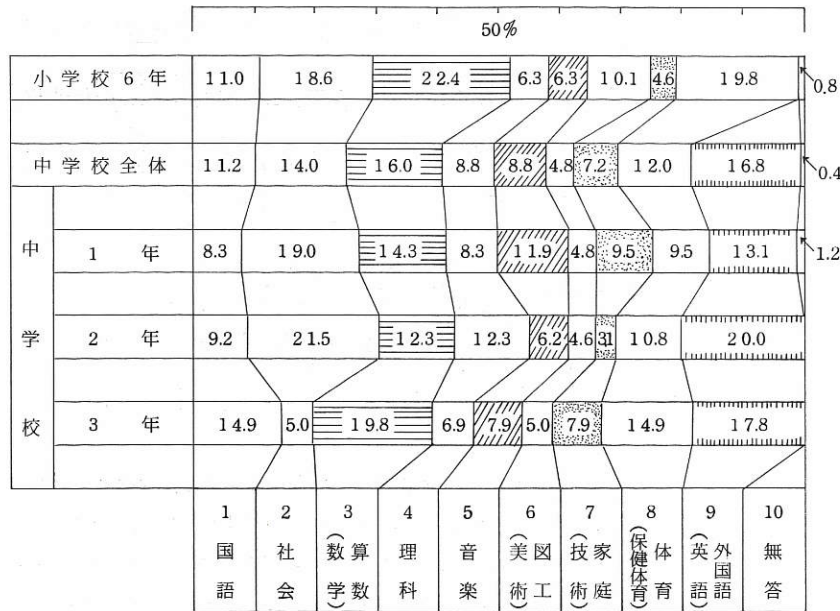 50%
小学校6年 11.0 18.6 22.4 6.3 6.3 10.1 4.6 19.8 0.8
中学校全体 11.2 14.0 16.0 8.8 8.8 4.8 7.2 12.0 16.8 0.4
中学校
1年 8.3 19.0 14.3 8.3 11.9 4.8 9.5 9.5 13.1 1.2
2年 9.2 21.5 12.3 12.3 6.2 4.6 3.1 10.8 20.0
3年 14.9 5.0 19.8 6.9 7.9 5.0 7.9 14.9 17.8
1 国語
2 社会
3 算数(数学)
4 理科
5 音楽
6 図工(美術)
7 家庭(技術)
8 体育(保健体育)
9 外国語(英語)
10 無答